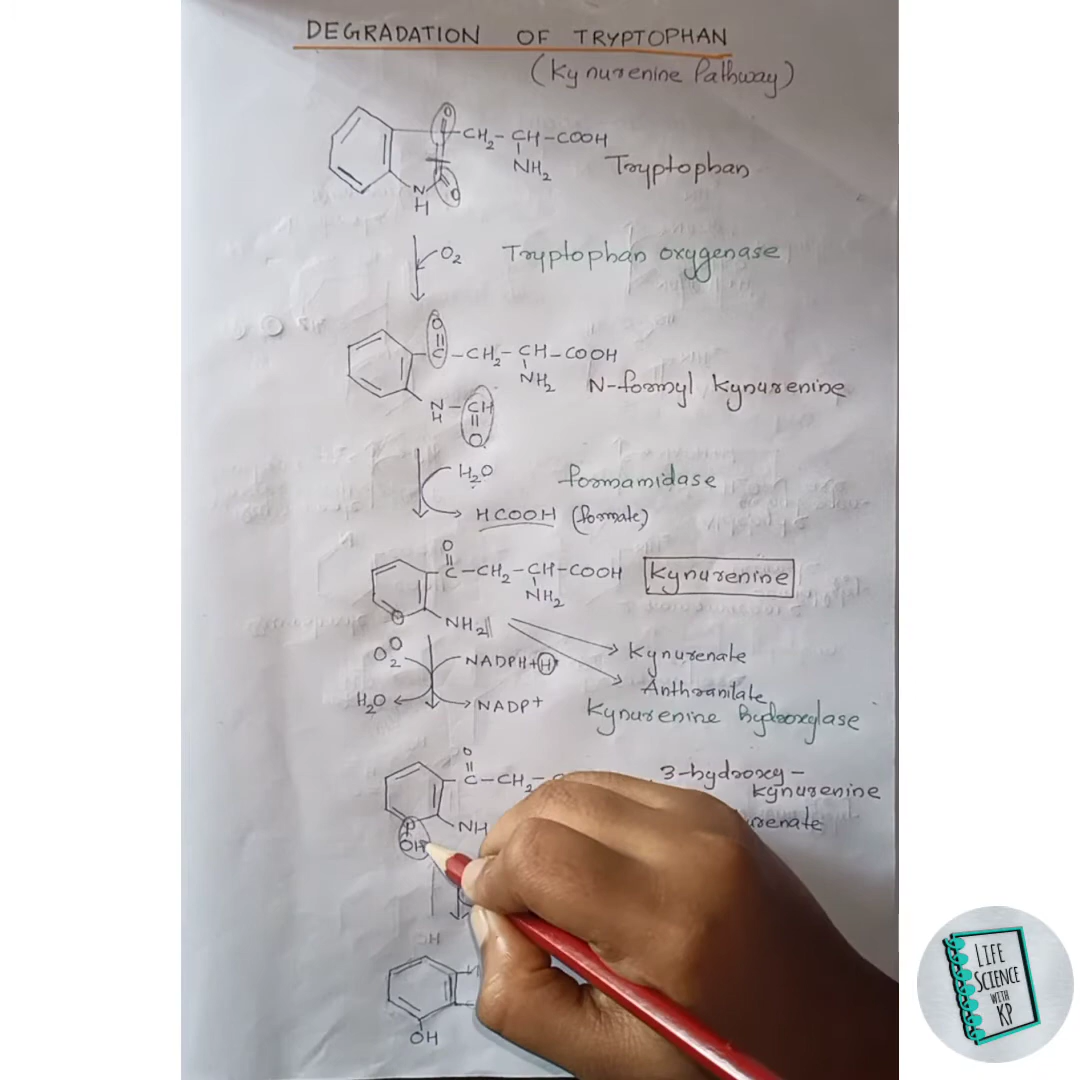 DEGRADATION OF TRYPTOPHAN
(Kynurenine Pathway)
O
CH2-CH-COOH
NH2 Tryptophan
N
H
O
O2 Tryptophan oxygenase
O
C-CH2-CH-COOH
NH2 N-formyl Kynurenine
N-CH
H
O
H2O formamidase
HCOOH (formate)
O
C-CH2-CH-COOH Kynurenine
NH2
NH2
O2 NADPH+H+ Kynurenate
H2O NADP+ Anthranilate
Kynurenine hydroxylase
O
C-CH2- 3-hydroxy-
kynurenine
NH
OH
OH
OH
LIFE
SCIENCE
WITH
KP